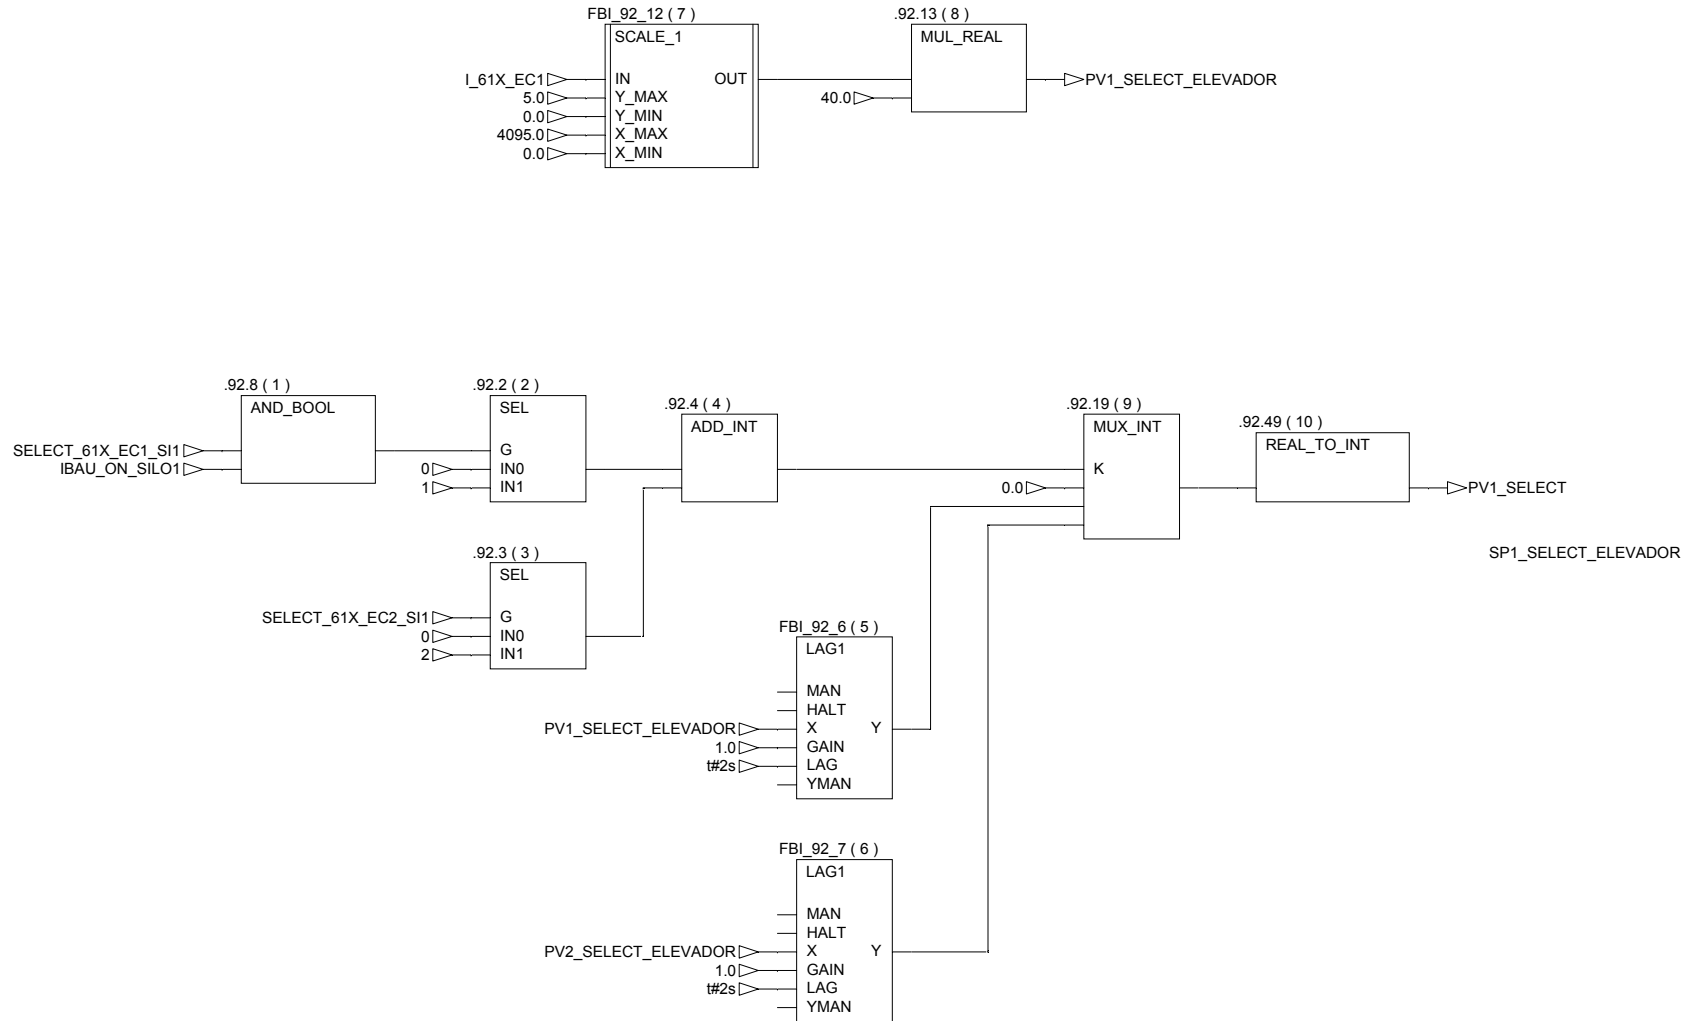 FBI_92_12 ( 7 )
SCALE_1
I_61X_EC1 IN OUT
5.0 Y_MAX
0.0 Y_MIN
4095.0 X_MAX
0.0 X_MIN
.92.13 ( 8 )
MUL_REAL
40.0
PV1_SELECT_ELEVADOR
.92.8 ( 1 )
AND_BOOL
SELECT_61X_EC1_SI1
IBAU_ON_SILO1
.92.2 ( 2 )
SEL
G
0 IN0
1 IN1
.92.4 ( 4 )
ADD_INT
.92.19 ( 9 )
MUX_INT
K
0.0
.92.49 ( 10 )
REAL_TO_INT
PV1_SELECT
SP1_SELECT_ELEVADOR
.92.3 ( 3 )
SEL
SELECT_61X_EC2_SI1 G
0 IN0
2 IN1
FBI_92_6 ( 5 )
LAG1
MAN
HALT
PV1_SELECT_ELEVADOR X Y
1.0 GAIN
t#2s LAG
YMAN
FBI_92_7 ( 6 )
LAG1
MAN
HALT
PV2_SELECT_ELEVADOR X Y
1.0 GAIN
t#2s LAG
YMAN